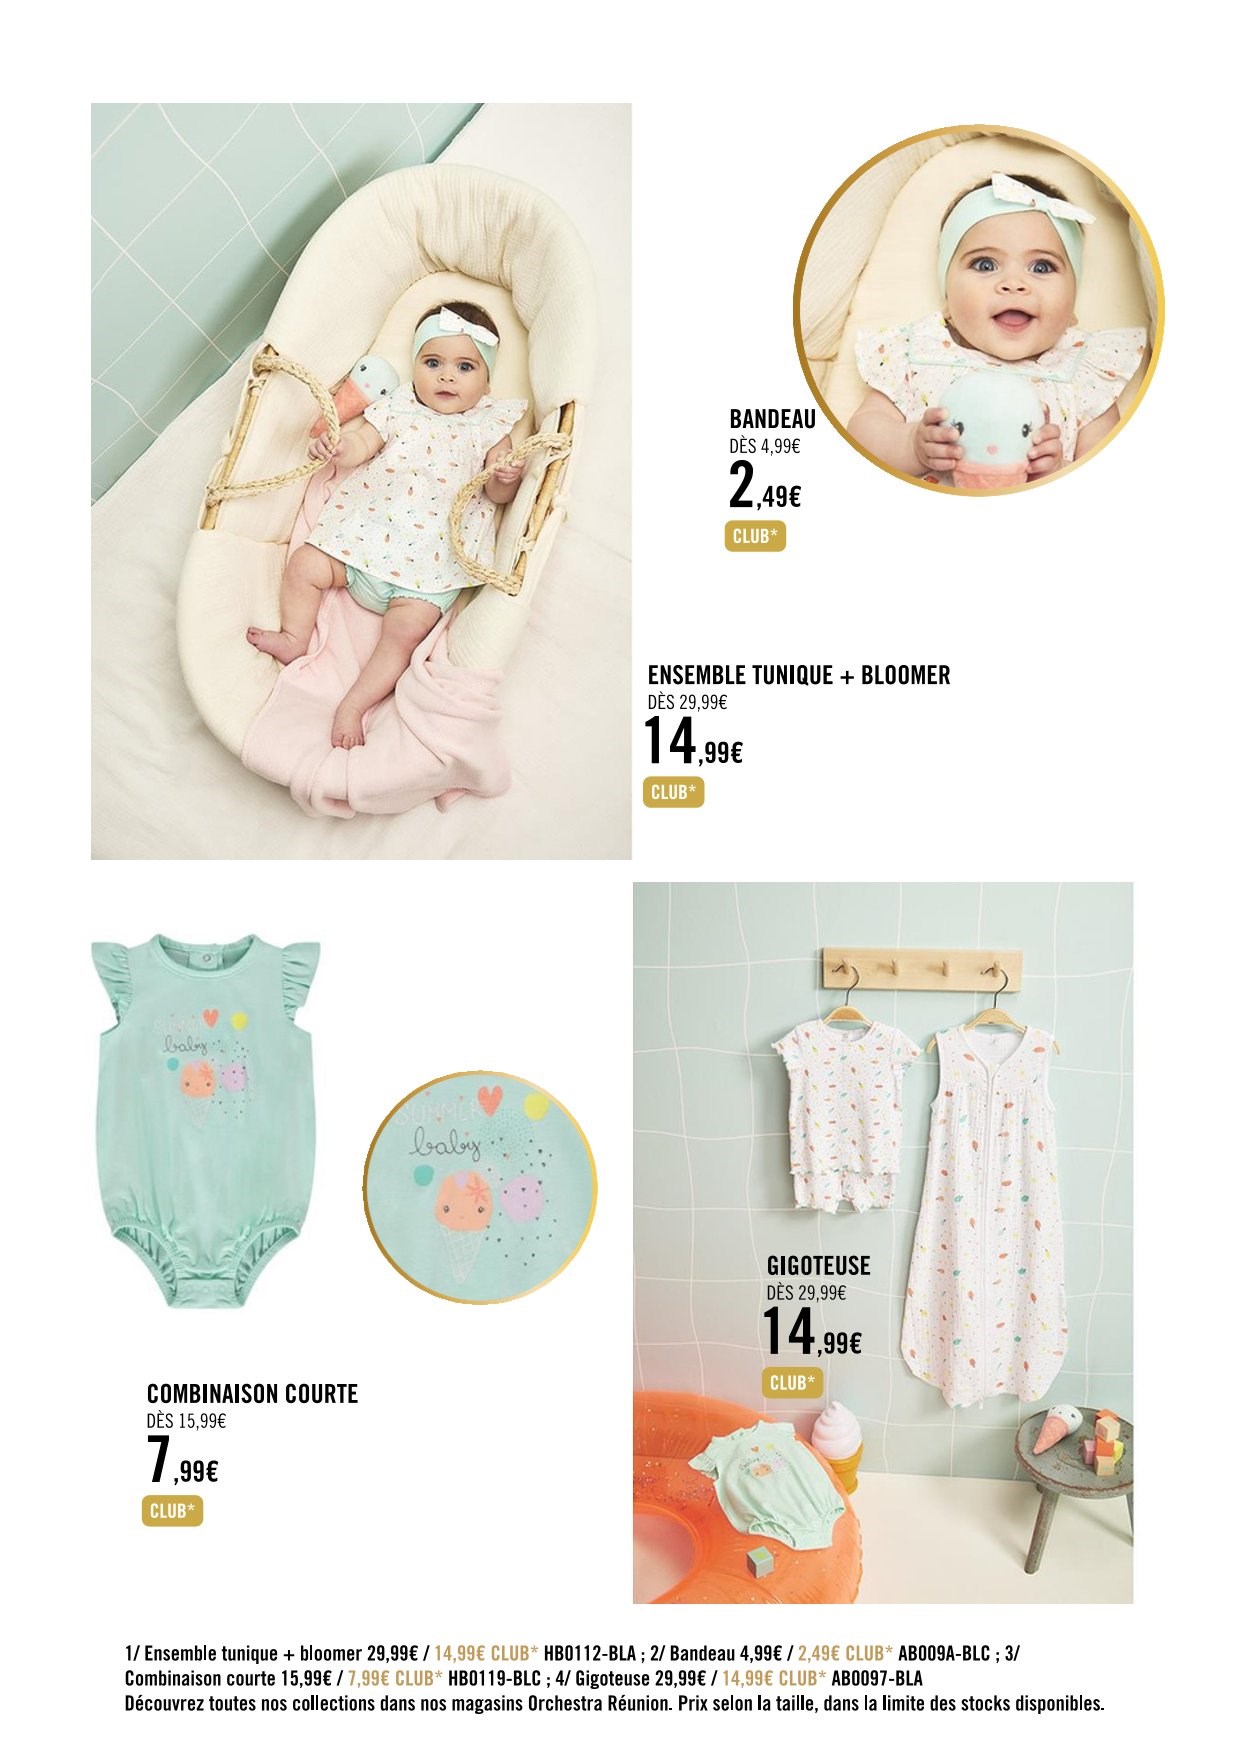 BANDEAU
DÈS 4,99€
2,49€
CLUB*
ENSEMBLE TUNIQUE + BLOOMER
DÈS 29,99€
14,99€
CLUB*
SUMMER
baby
SUMMER
baby
COMBINAISON COURTE
DÈS 15,99€
7,99€
CLUB*
GIGOTEUSE
DÈS 29,99€
14,99€
CLUB*
1/ Ensemble tunique + bloomer 29,99€ / 14,99€ CLUB* HB0112-BLA ; 2/ Bandeau 4,99€ / 2,49€ CLUB* AB009A-BLC ; 3/
Combinaison courte 15,99€ / 7,99€ CLUB* HB0119-BLC ; 4/ Gigoteuse 29,99€ / 14,99€ CLUB* AB0097-BLA
Découvrez toutes nos collections dans nos magasins Orchestra Réunion. Prix selon la taille, dans la limite des stocks disponibles.